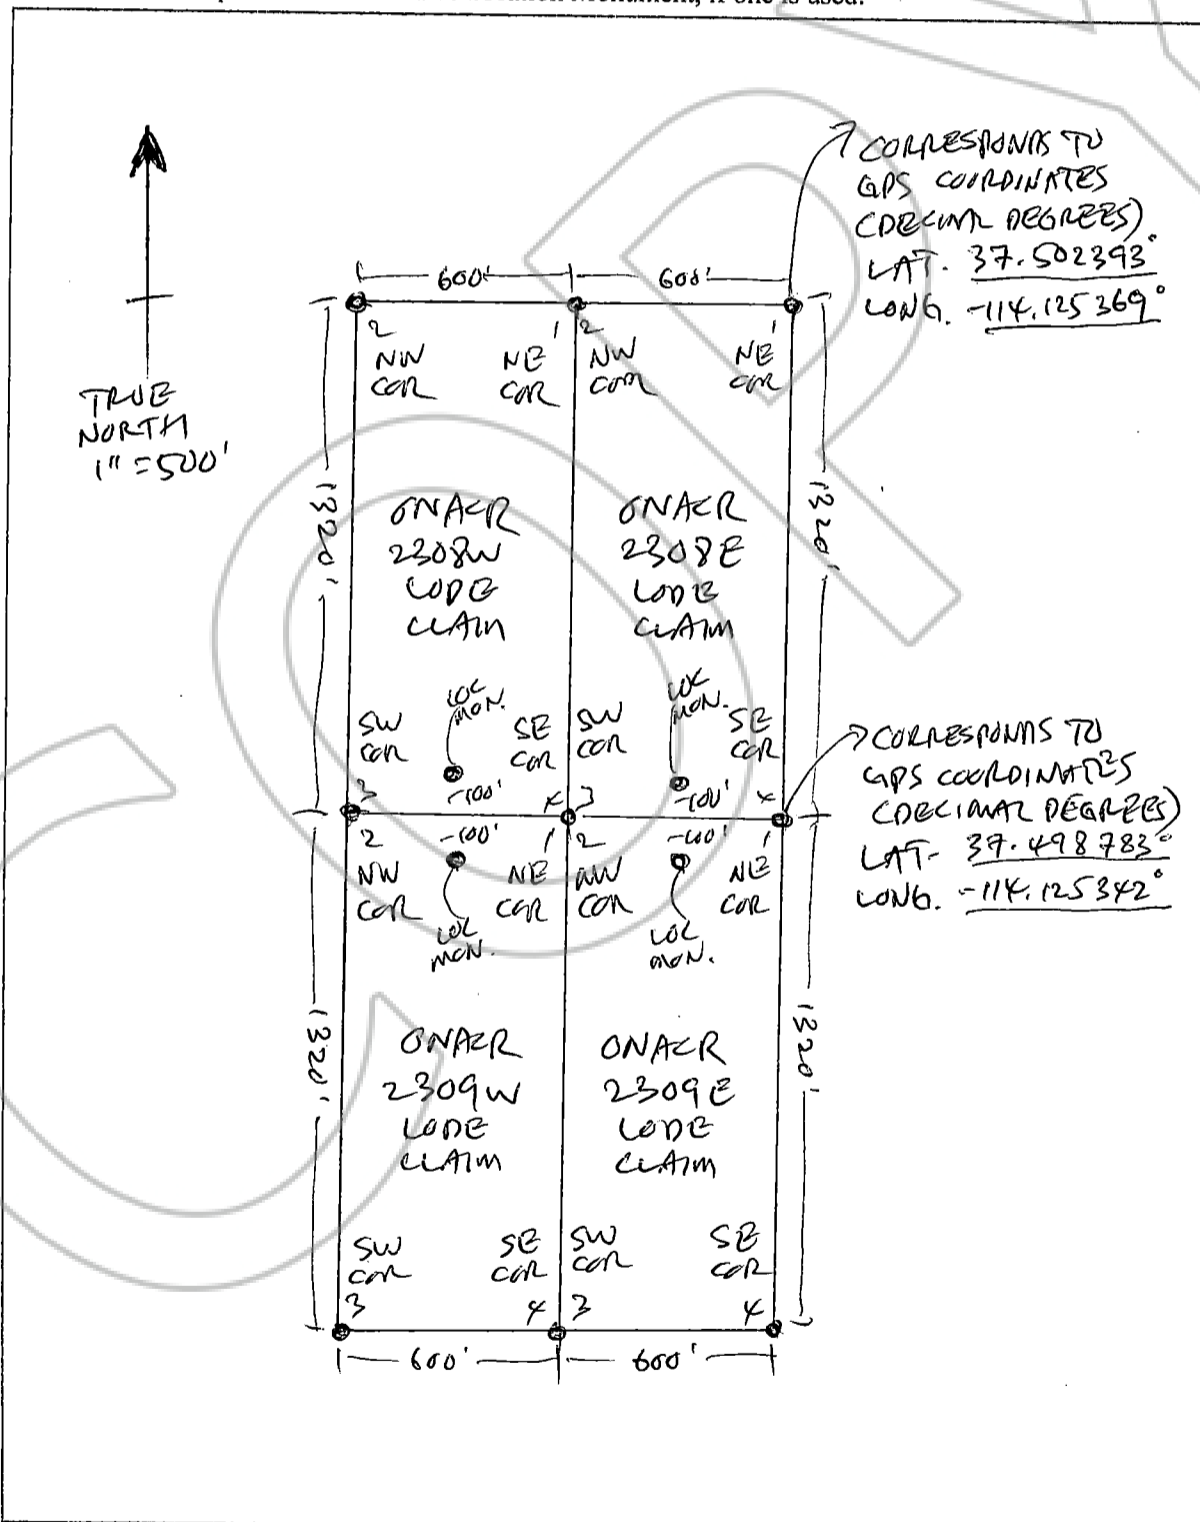 TRUE
NORTH
1" = 500'
CORRESPONDS TO
GPS COORDINATES
(DECIMAL DEGREES)
LAT. 37.502393°
LONG. -114.125369°
600'
600'
2
1
2
1
NW
COR
NE
COR
NW
COR
NE
COR
1320'
1320'
ONACR
2308W
LODE
CLAIM
ONACR
2308E
LODE
CLAIM
LOC
MON.
LOC
MON.
SW
COR
SE
COR
SW
COR
SE
COR
3
-100'
4
3
-100'
4
CORRESPONDS TO
GPS COORDINATES
(DECIMAL DEGREES)
LAT- 37.498783°
LONG. -114.125342°
2
-100'
1
2
-100'
1
NW
COR
NE
COR
NW
COR
NE
COR
LOC
MON.
LOC
MON.
1320'
1320'
ONACR
2309W
LODE
CLAIM
ONACR
2309E
LODE
CLAIM
SW
COR
SE
COR
SW
COR
SE
COR
3
4
3
4
600'
600'